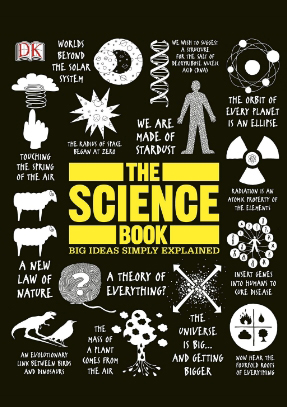 DK
WORLDS
BEYOND
THE SOLAR
SYSTEM
WE WISH TO SUGGEST
A STRUCTURE
FOR THE SALT OF
DEOXYRIBOSE NUCLEIC
ACID (DNA)
THE ORBIT OF
EVERY PLANET
IS AN ELLIPSE
THE RADIUS OF SPACE
BEGAN AT ZERO
WE ARE
MADE OF
STARDUST
TOUCHING
THE SPRING
OF THE AIR
RADIATION IS AN
ATOMIC PROPERTY OF
THE ELEMENTS
THE
SCIENCE
BOOK
BIG IDEAS SIMPLY EXPLAINED
A NEW
LAW OF
NATURE
A THEORY OF
EVERYTHING?
INSERT GENES
INTO HUMANS TO
CURE DISEASE
AN EVOLUTIONARY
LINK BETWEEN BIRDS
AND DINOSAURS
THE
MASS OF
A PLANT
COMES FROM
THE AIR
THE
UNIVERSE
IS BIG...
AND GETTING
BIGGER
NOW HEAR THE
FOURFOLD ROOTS
OF EVERYTHING